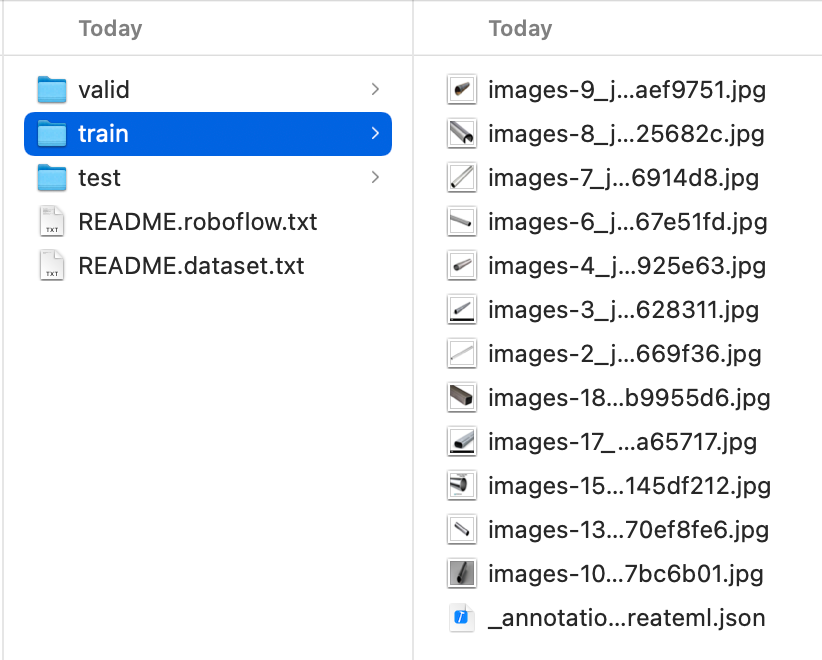 Today
valid
train
test
README.roboflow.txt
README.dataset.txt
Today
images-9_j...aef9751.jpg
images-8_j...25682c.jpg
images-7_j...6914d8.jpg
images-6_j...67e51fd.jpg
images-4_j...925e63.jpg
images-3_j...628311.jpg
images-2_j...669f36.jpg
images-18...b9955d6.jpg
images-17_...a65717.jpg
images-15...145df212.jpg
images-13...70ef8fe6.jpg
images-10...7bc6b01.jpg
_annotatio...reateml.json